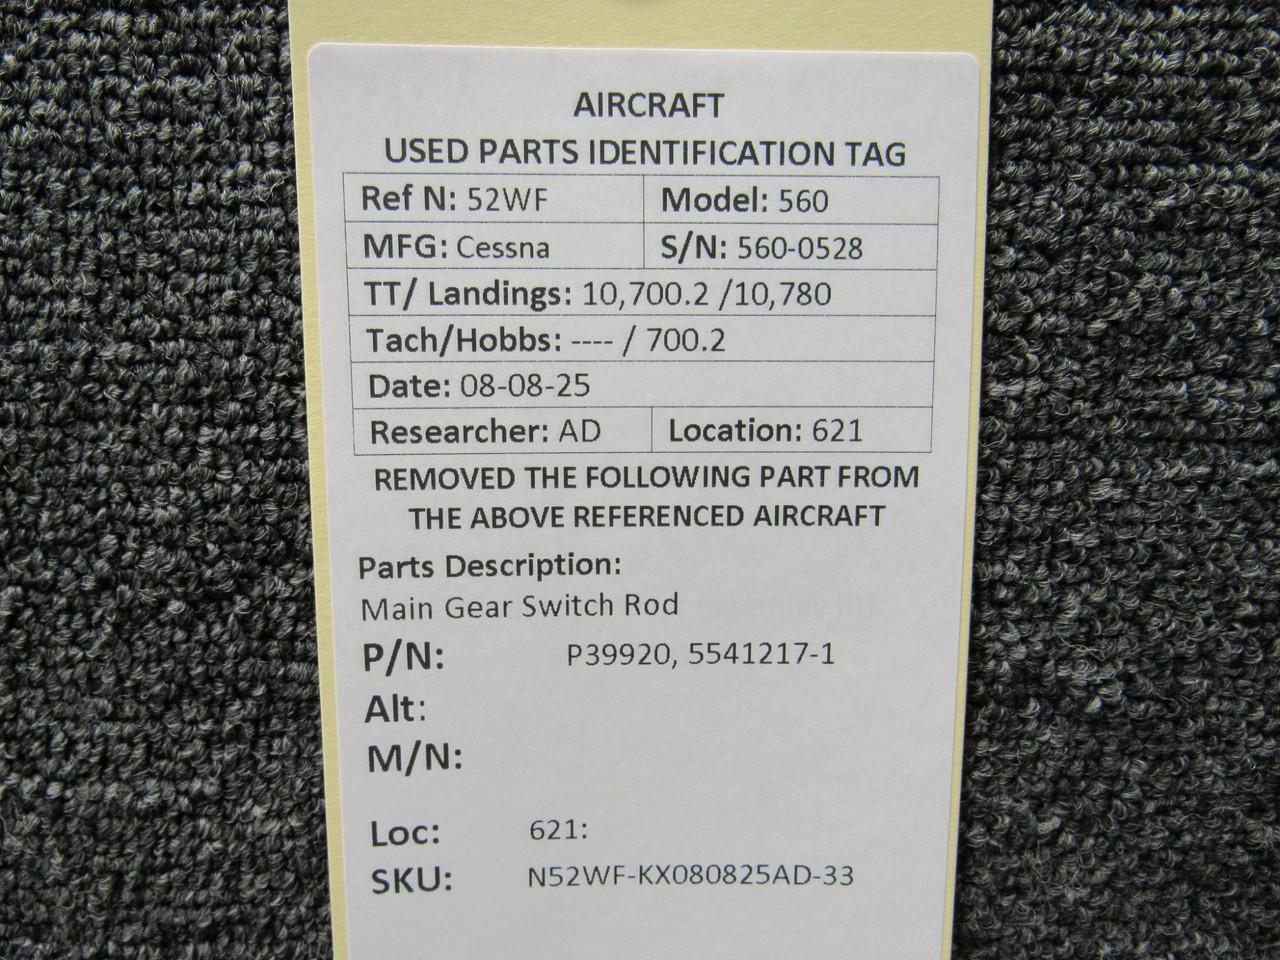 AIRCRAFT
USED PARTS IDENTIFICATION TAG
Ref N: 52WF Model: 560
MFG: Cessna S/N: 560-0528
TT/ Landings: 10,700.2 /10,780
Tach/Hobbs: ---- / 700.2
Date: 08-08-25
Researcher: AD Location: 621
REMOVED THE FOLLOWING PART FROM
THE ABOVE REFERENCED AIRCRAFT
Parts Description:
Main Gear Switch Rod
P/N: P39920, 5541217-1
Alt:
M/N:
Loc: 621:
SKU: N52WF-KX080825AD-33